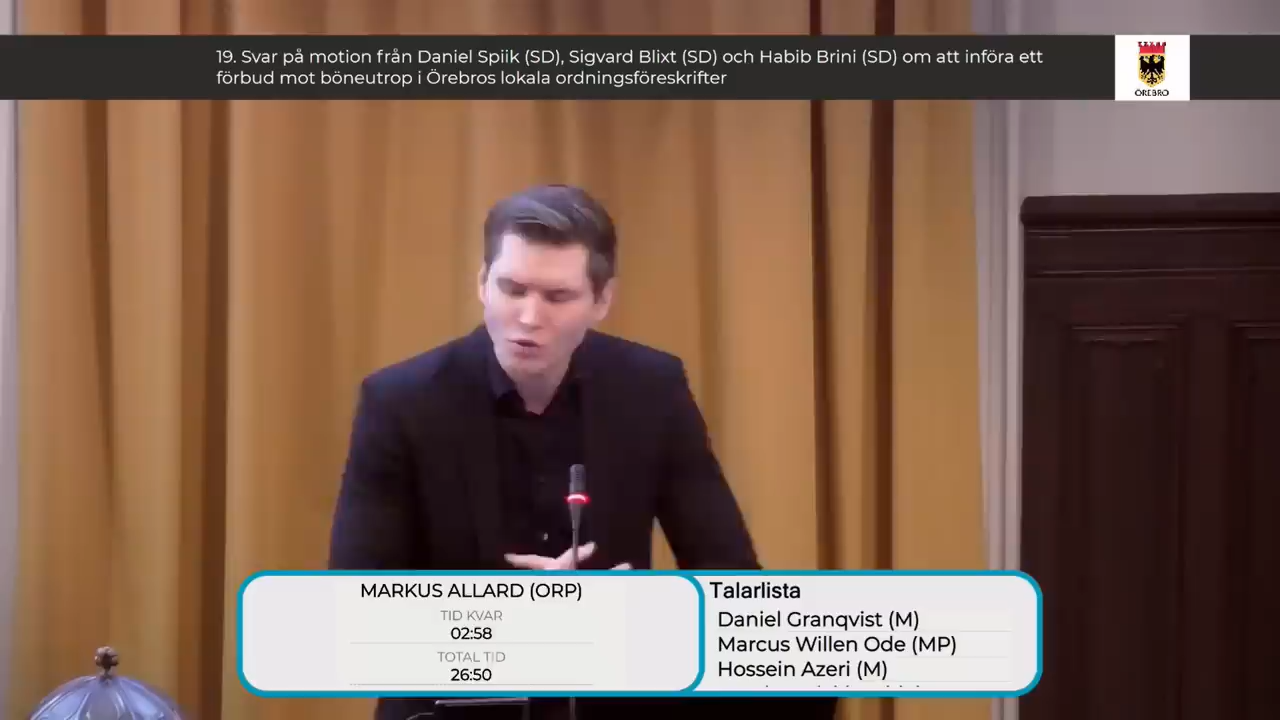 19. Svar på motion från Daniel Spiik (SD), Sigvard Blixt (SD) och Habib Brini (SD) om att införa ett
förbud mot böneutrop i Örebros lokala ordningsföreskrifter
ÖREBRO
MARKUS ALLARD (ORP)
TID KVAR
02:58
TOTAL TID
26:50
Talarlista
Daniel Granqvist (M)
Marcus Willen Ode (MP)
Hossein Azeri (M)